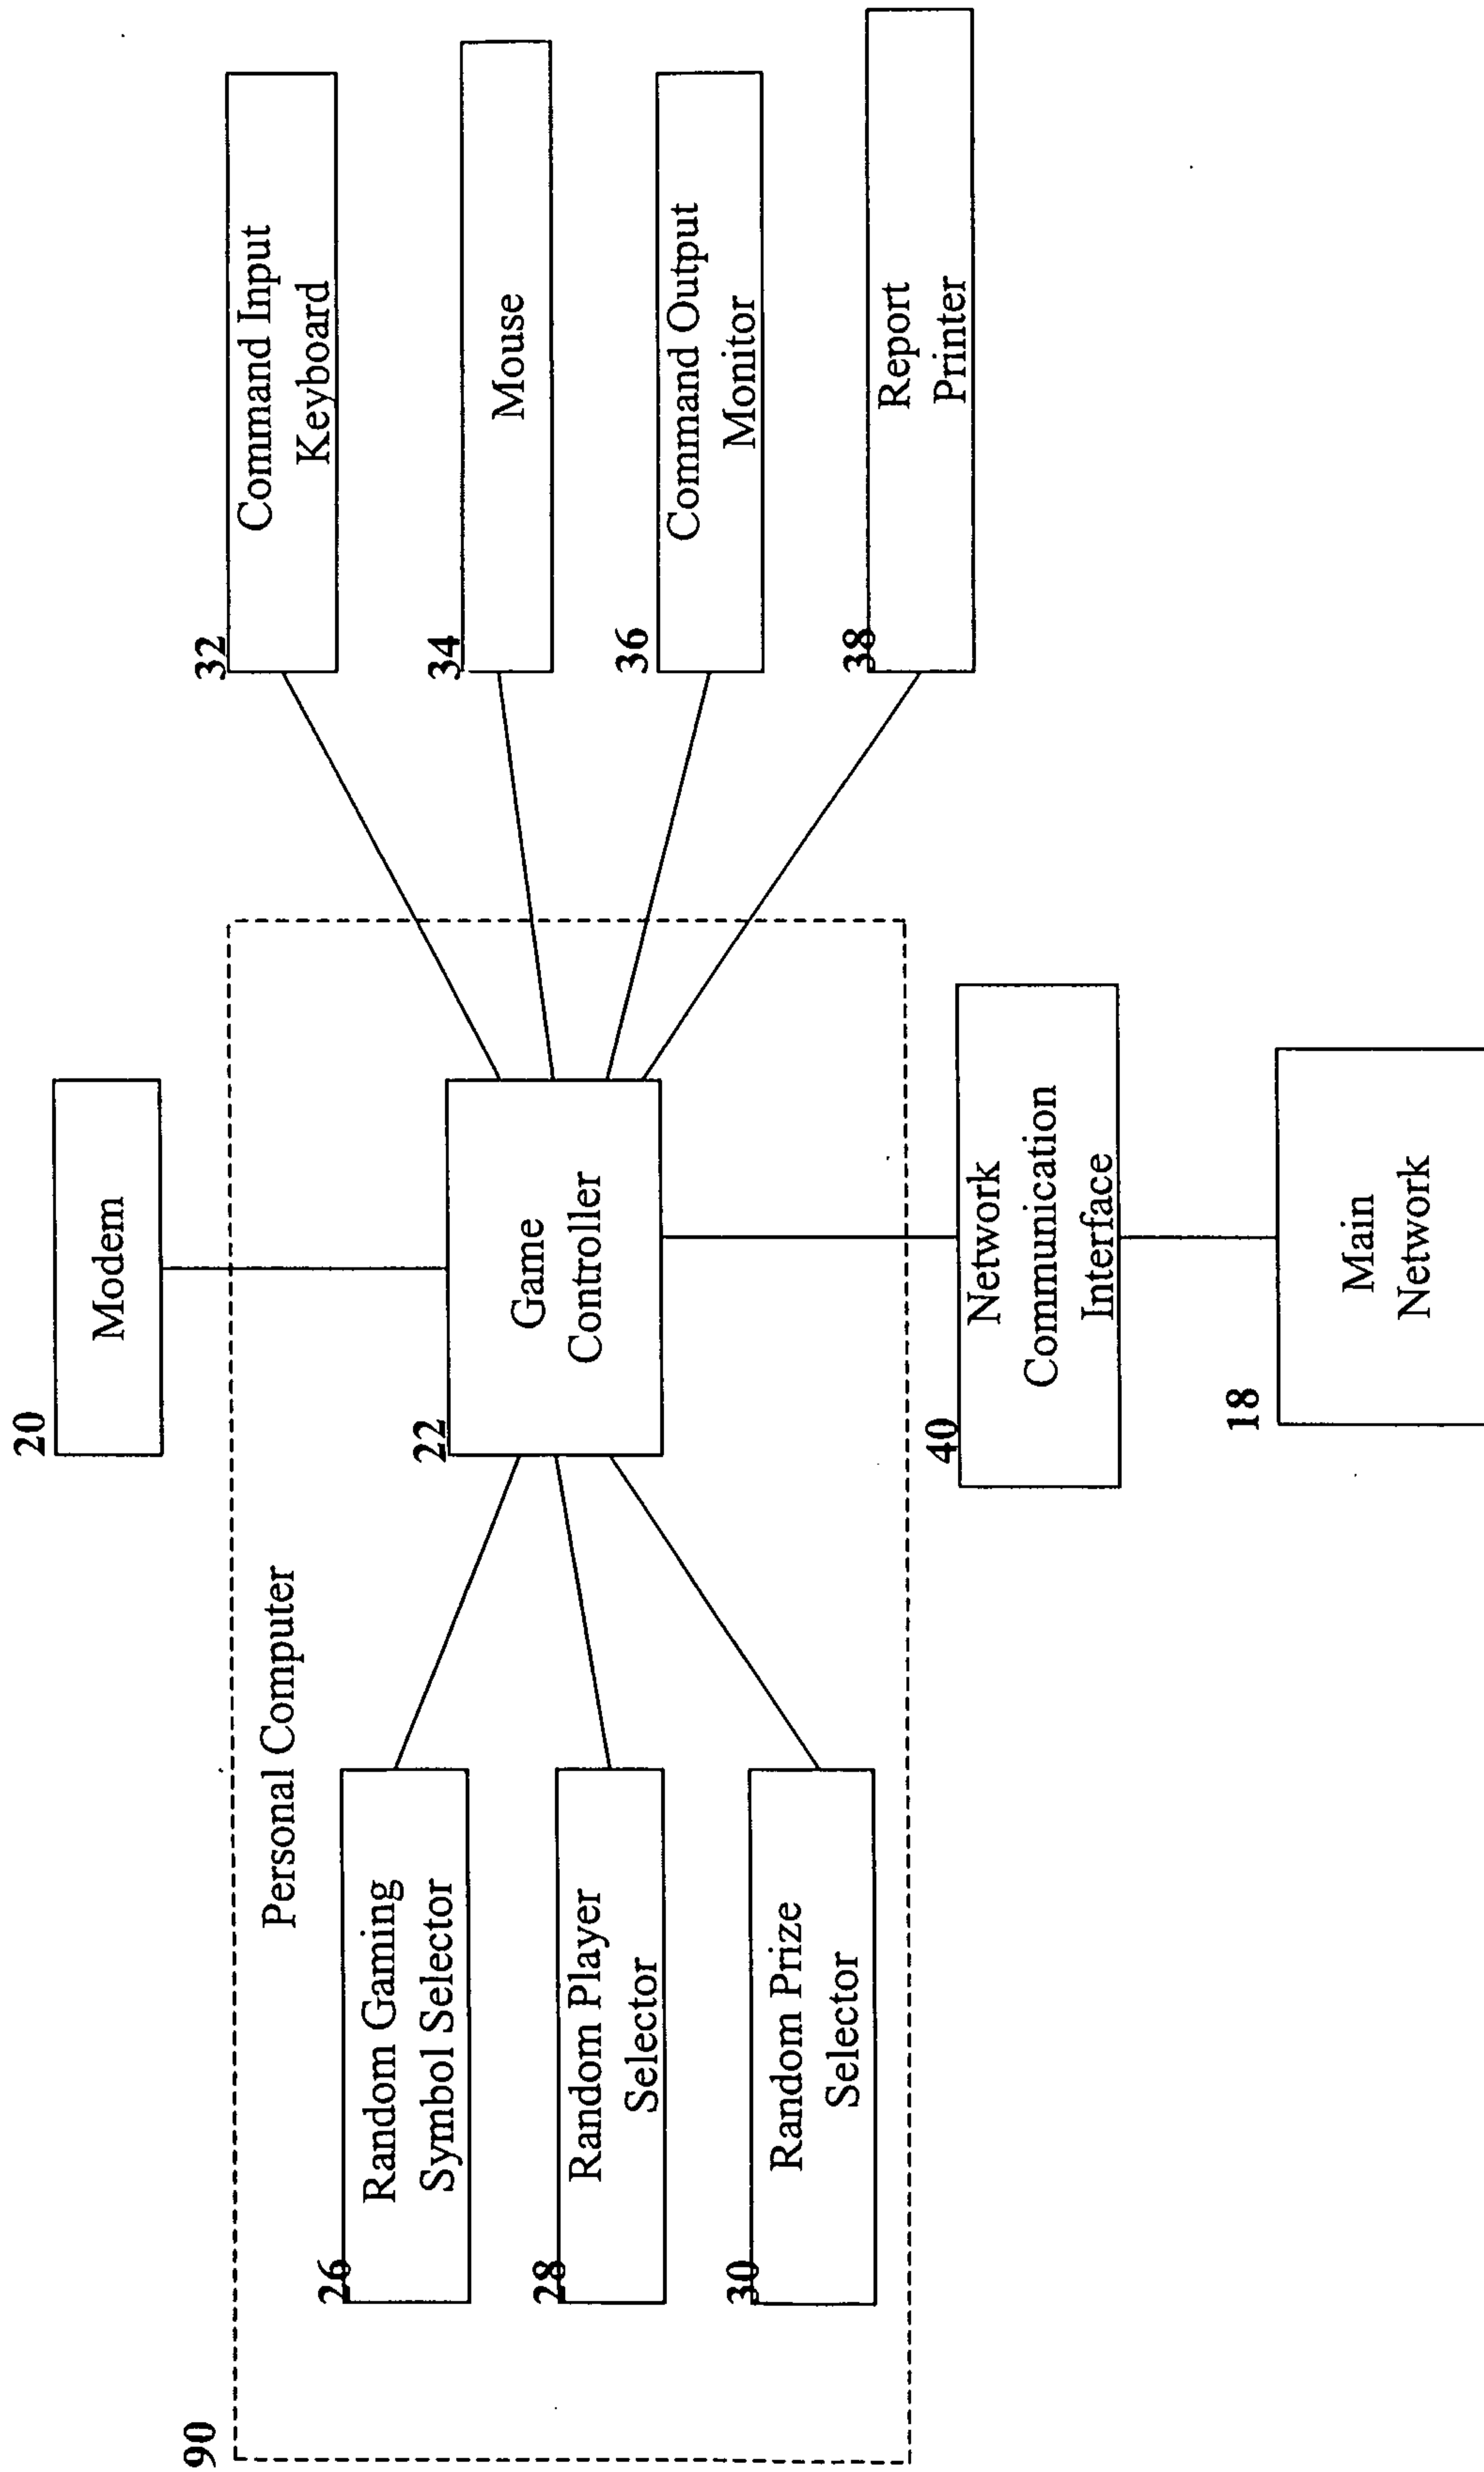 20
Modem
90
Personal Computer
26
Random Gaming
Symbol Selector
28
Random Player
Selector
30
Random Prize
Selector
22
Game
Controller
32
Command Input
Keyboard
34
Mouse
36
Command Output
Monitor
38
Report
Printer
40
Network
Communication
Interface
18
Main
Network